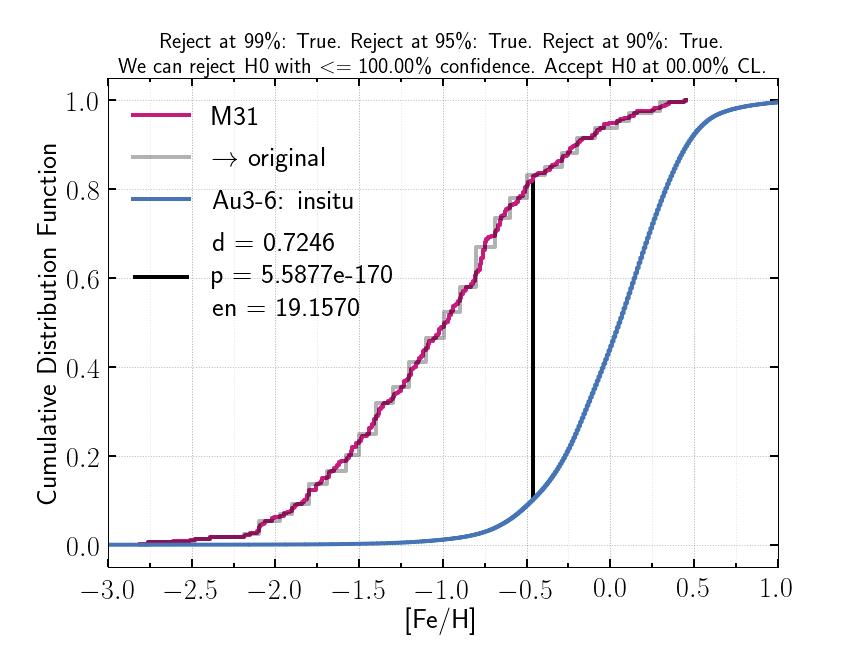 Reject at 99%: True. Reject at 95%: True. Reject at 90%: True.
We can reject H0 with <= 100.00% confidence. Accept H0 at 00.00% CL.
Cumulative Distribution Function
1.0
0.8
0.6
0.4
0.2
0.0
M31
→ original
Au3-6: insitu
d = 0.7246
p = 5.5877e-170
en = 19.1570
−3.0 −2.5 −2.0 −1.5 −1.0 −0.5 0.0 0.5 1.0
[Fe/H]